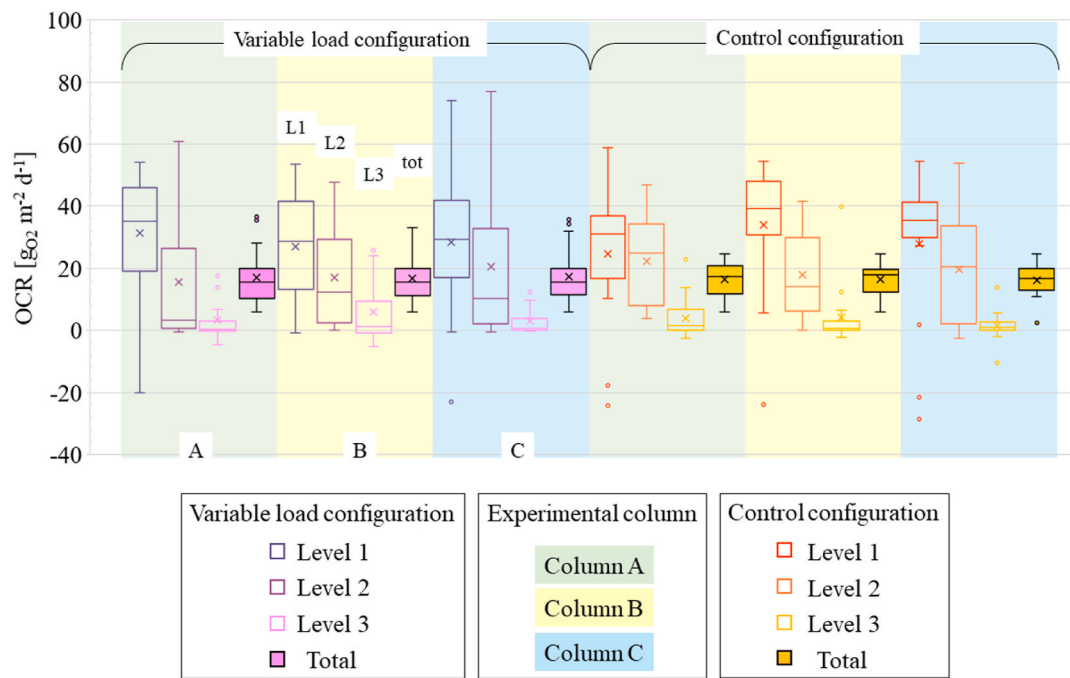 100
80
60
40
20
0
-20
-40
OCR [gO2 m-2 d-1]
Variable load configuration
Control configuration
L1
L2
L3
tot
A
B
C
Variable load configuration
Level 1
Level 2
Level 3
Total
Experimental column
Column A
Column B
Column C
Control configuration
Level 1
Level 2
Level 3
Total